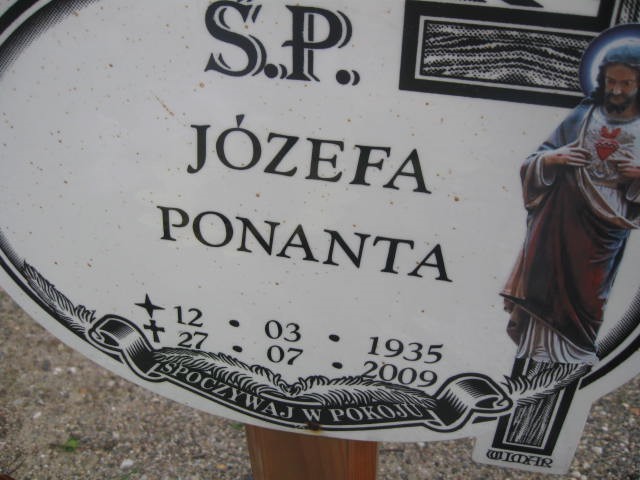 Ś.P.
JÓZEFA
PONANTA
12 • 03 • 1935
27 • 07 • 2009
SPOCZYWAJ W POKOJU
WIMAR